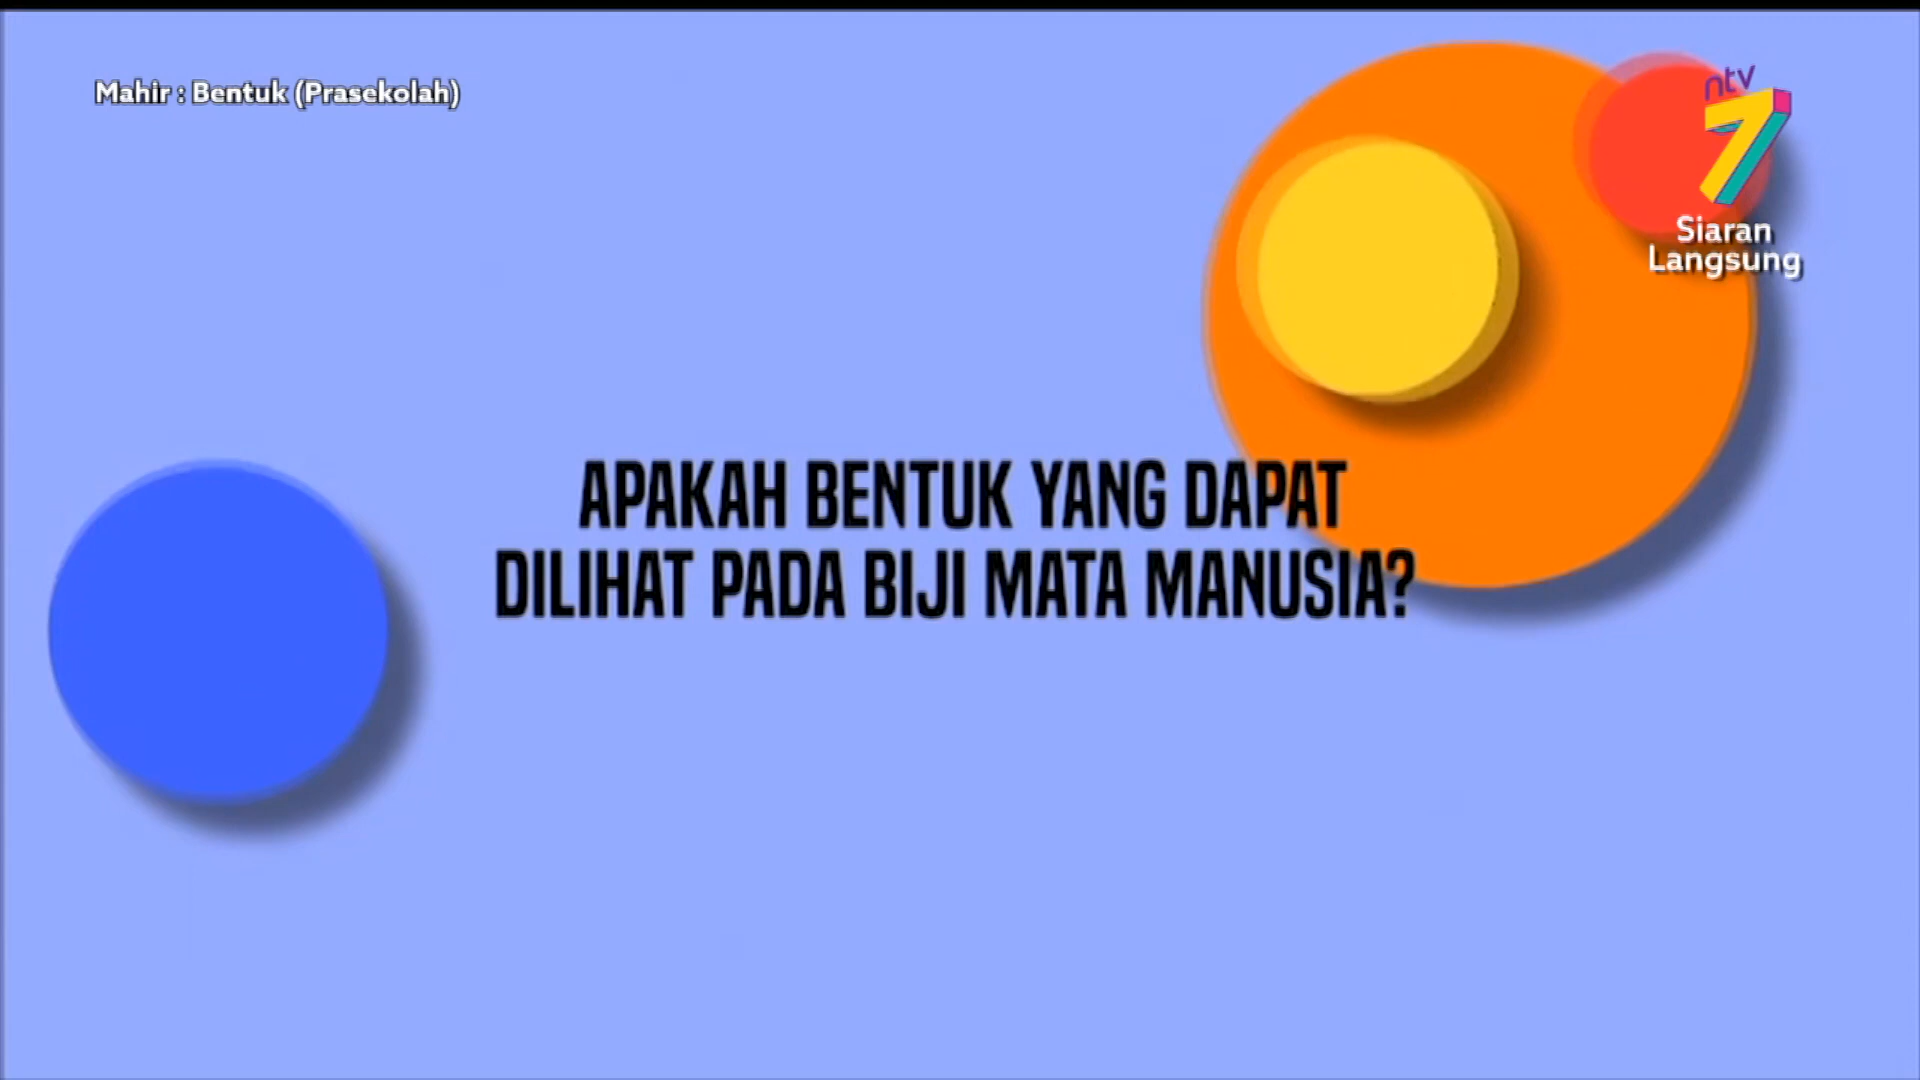 Mahir : Bentuk (Prasekolah)
ntv
7
Siaran
Langsung
APAKAH BENTUK YANG DAPAT
DILIHAT PADA BIJI MATA MANUSIA?